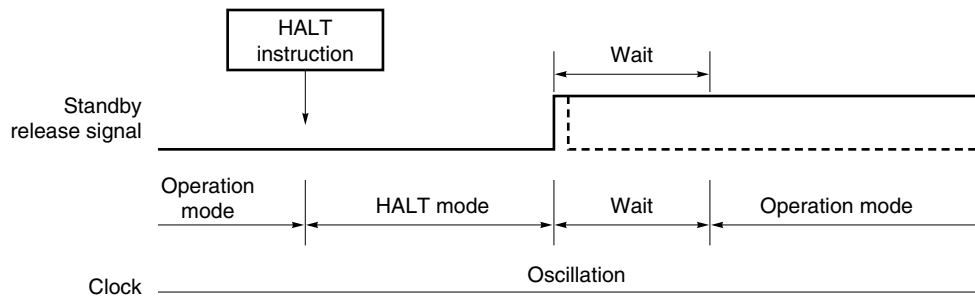 HALT
instruction
Wait
Standby
release signal
Operation
mode
HALT mode
Wait
Operation mode
Oscillation
Clock